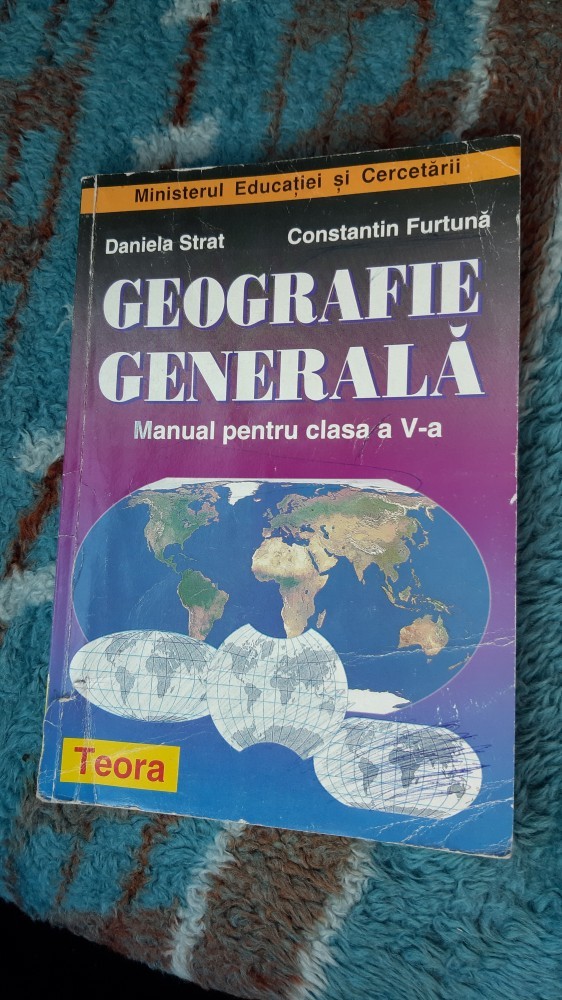 Ministerul Educației și Cercetării
Daniela Strat Constantin Furtună
GEOGRAFIE
GENERALĂ
Manual pentru clasa a V-a
Teora